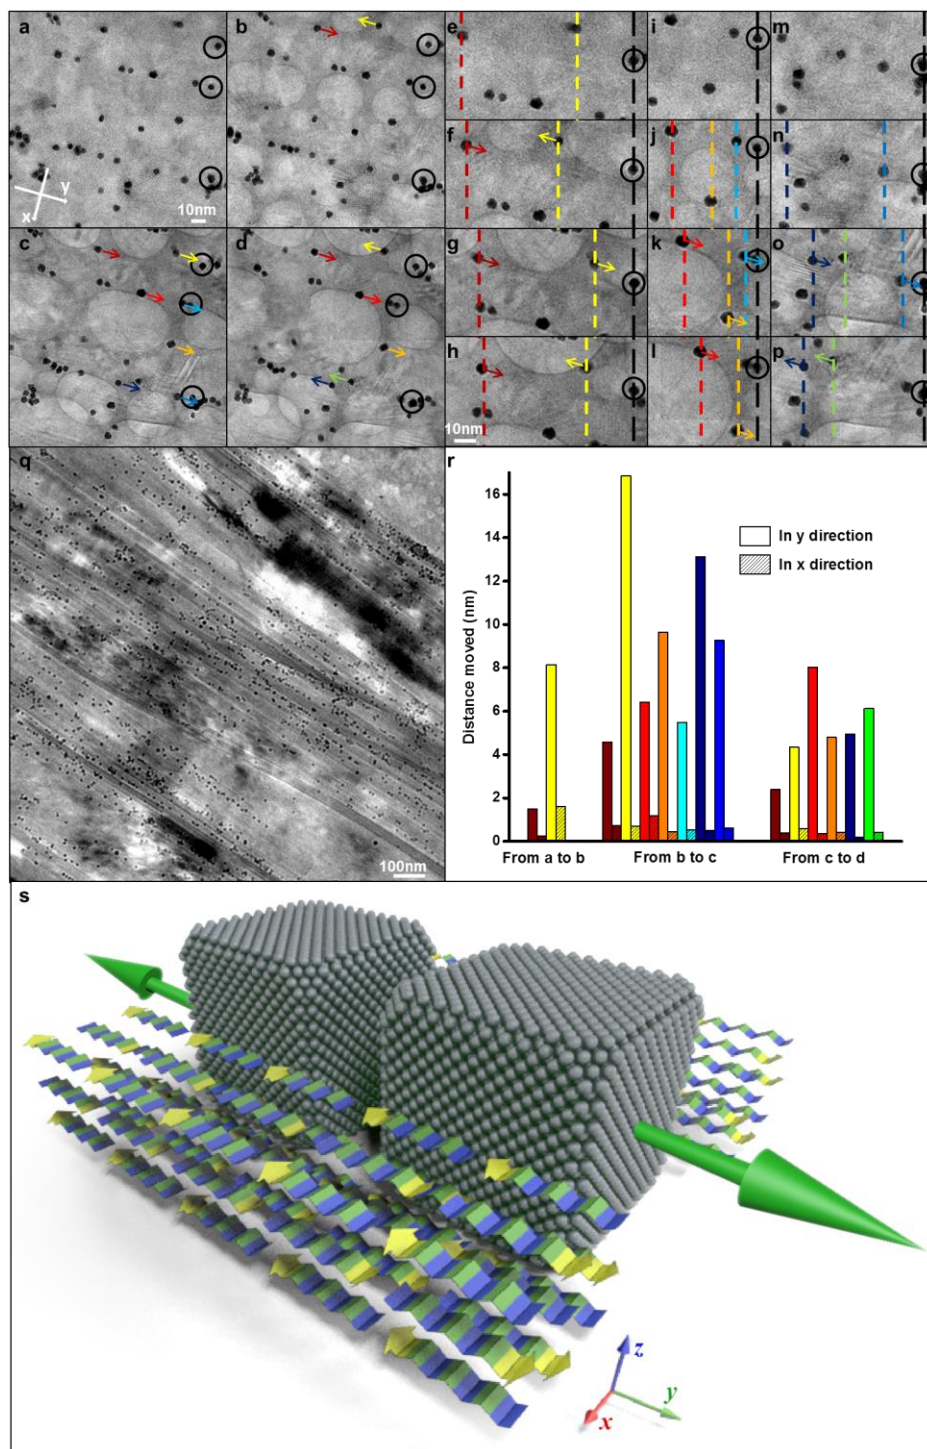 a
b
e
i
m
y
x
10nm
f
j
n
c
d
g
k
o
h
l
p
10nm
q
100nm
r
16
14
12
10
8
6
4
2
0
Distance moved (nm)
In y direction
In x direction
From a to b
From b to c
From c to d
s
z
y
x